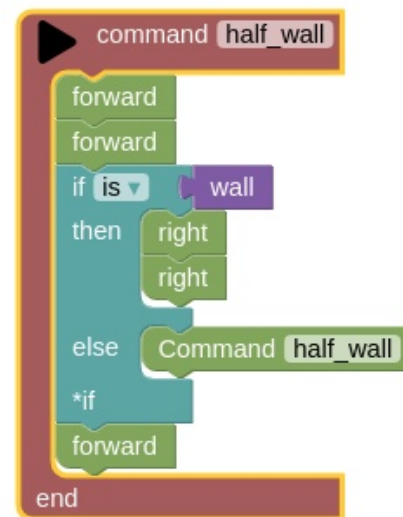 command half_wall
forward
forward
if is ▾ wall
then right
right
else Command half_wall
*if
forward
end